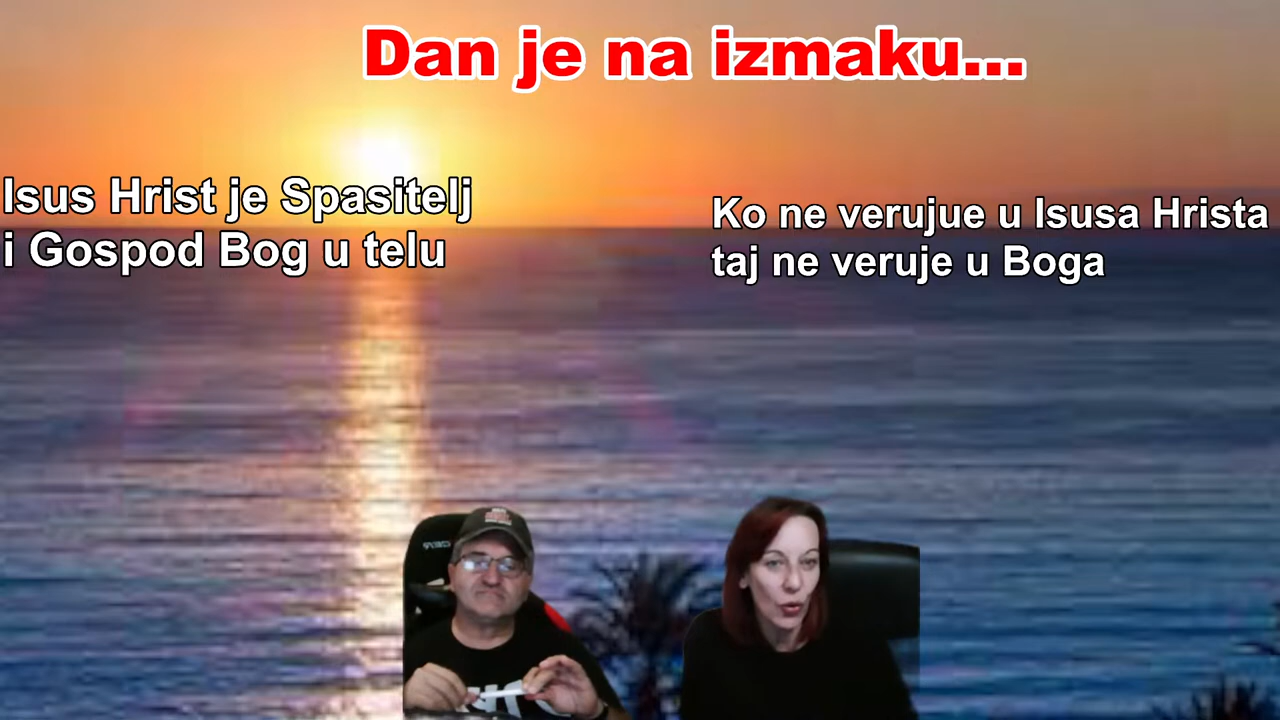 Dan je na izmaku...
Isus Hrist je Spasitelj
i Gospod Bog u telu
Ko ne verujue u Isusa Hrista
taj ne veruje u Boga